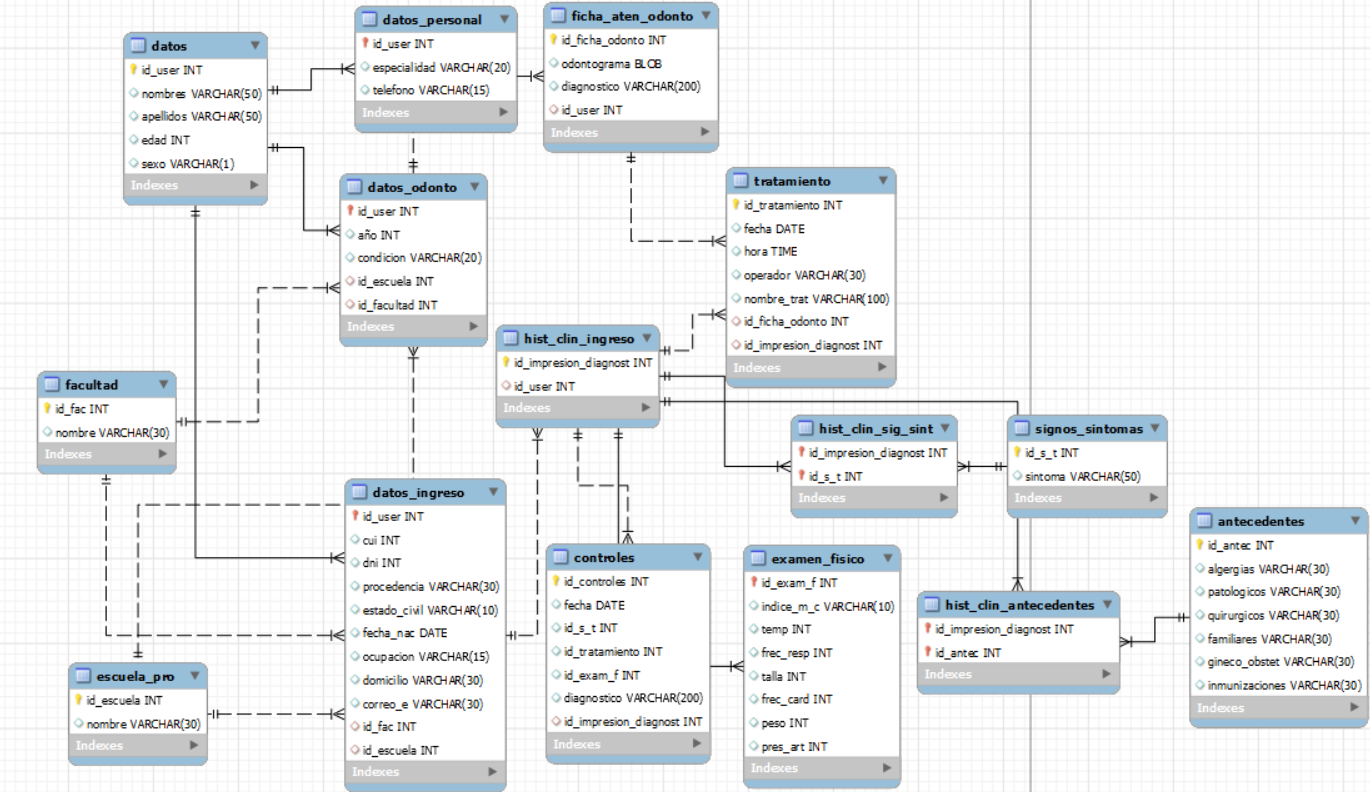 datos
id_user INT
nombres VARCHAR(50)
apellidos VARCHAR(50)
edad INT
sexo VARCHAR(1)
Indexes
datos_personal
id_user INT
especialidad VARCHAR(20)
telefono VARCHAR(15)
Indexes
ficha_aten_odonto
id_ficha_odonto INT
odontograma BLOB
diagnostico VARCHAR(200)
id_user INT
Indexes
datos_odonto
id_user INT
año INT
condicion VARCHAR(20)
id_escuela INT
id_facultad INT
Indexes
tratamiento
id_tratamiento INT
fecha DATE
hora TIME
operador VARCHAR(30)
nombre_trat VARCHAR(100)
id_ficha_odonto INT
id_impresion_diagnost INT
Indexes
hist_clin_ingreso
id_impresion_diagnost INT
id_user INT
Indexes
facultad
id_fac INT
nombre VARCHAR(30)
Indexes
hist_clin_sig_sint
id_impresion_diagnost INT
id_s_t INT
Indexes
signos_sintomas
id_s_t INT
sintoma VARCHAR(50)
Indexes
datos_ingreso
id_user INT
cui INT
dni INT
procedencia VARCHAR(30)
estado_civil VARCHAR(10)
fecha_nac DATE
ocupacion VARCHAR(15)
domicilio VARCHAR(30)
correo_e VARCHAR(30)
id_fac INT
id_escuela INT
Indexes
controles
id_controles INT
fecha DATE
id_s_t INT
id_tratamiento INT
id_exam_f INT
diagnostico VARCHAR(200)
id_impresion_diagnost INT
Indexes
examen_fisico
id_exam_f INT
indice_m_c VARCHAR(10)
temp INT
frec_resp INT
talla INT
frec_card INT
peso INT
pres_art INT
Indexes
antecedentes
id_antec INT
algergias VARCHAR(30)
patologicos VARCHAR(30)
quirurgicos VARCHAR(30)
familiares VARCHAR(30)
gineco_obstet VARCHAR(30)
inmunizaciones VARCHAR(30)
Indexes
hist_clin_antecedentes
id_impresion_diagnost INT
id_antec INT
Indexes
escuela_pro
id_escuela INT
nombre VARCHAR(30)
Indexes